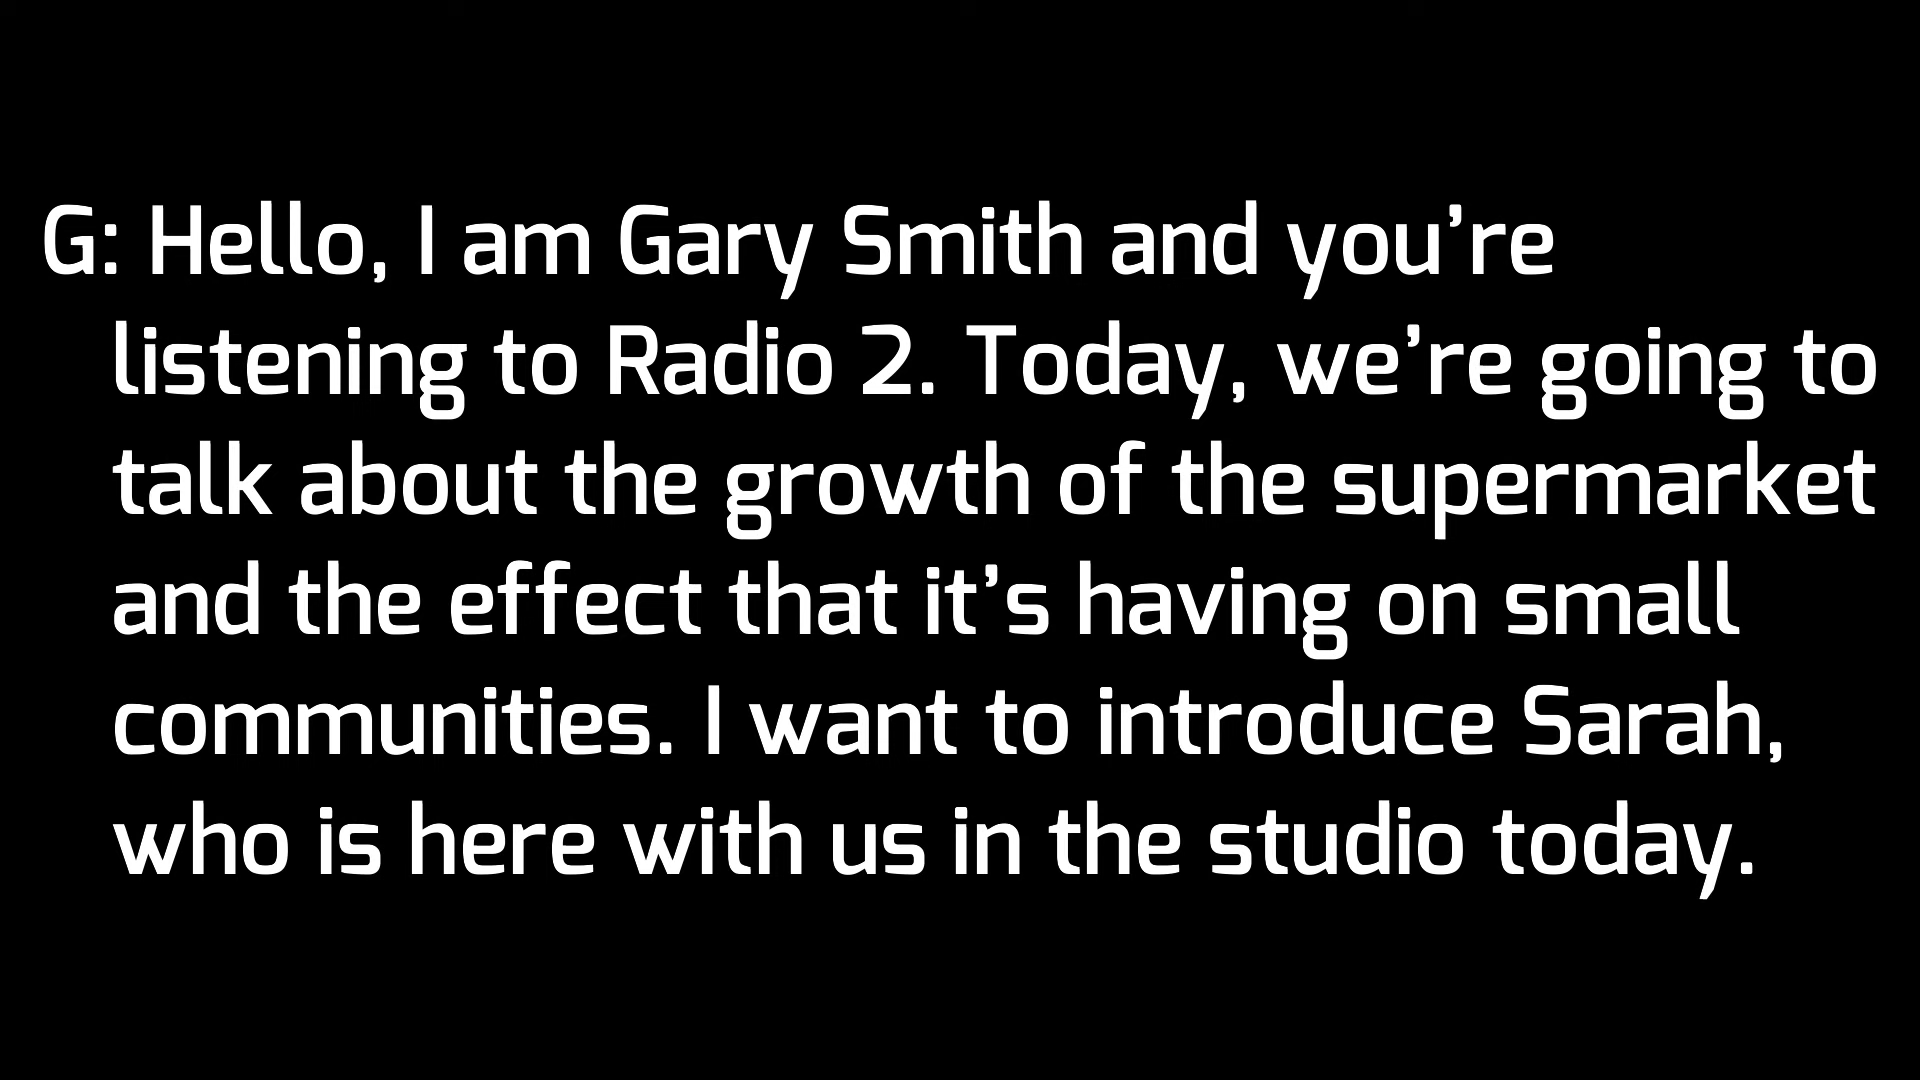 G: Hello, I am Gary Smith and you’re
listening to Radio 2. Today, we’re going to
talk about the growth of the supermarket
and the effect that it’s having on small
communities. I want to introduce Sarah,
who is here with us in the studio today.